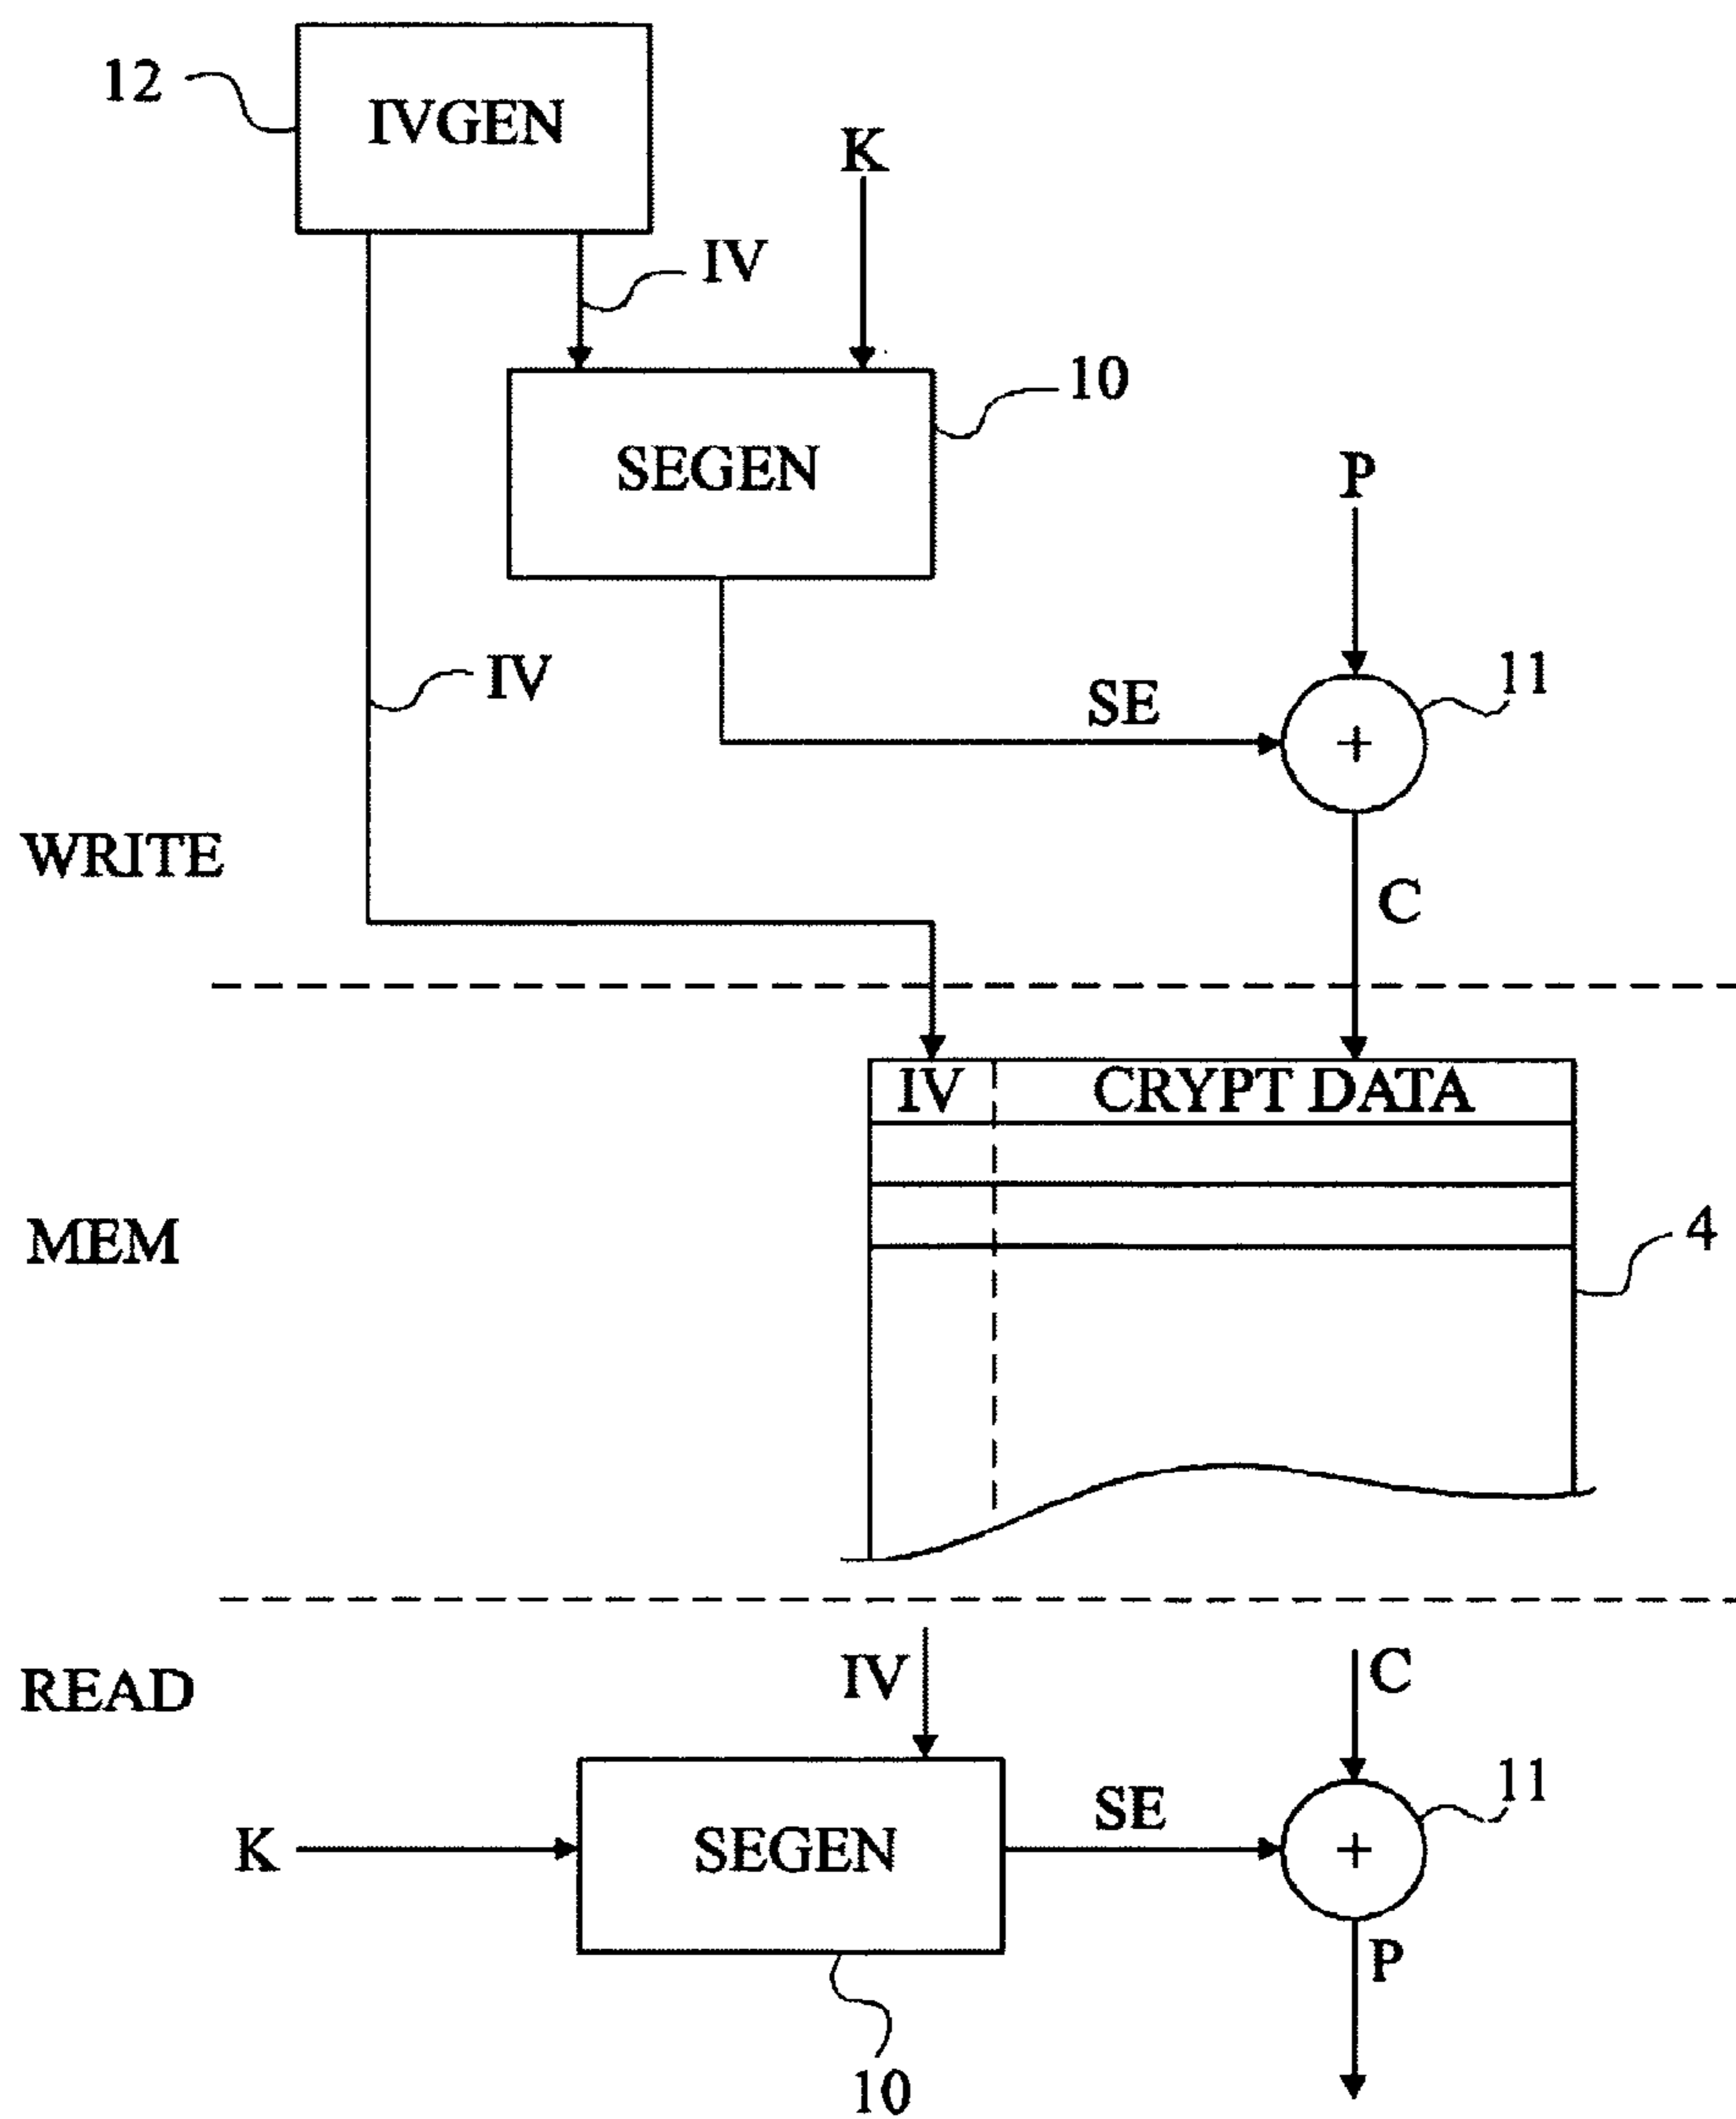 12
IVGEN
K
IV
10
SEGEN
P
IV
SE
11
+
WRITE
C
IV
CRYPT DATA
MEM
4
READ
IV
C
K
SEGEN
SE
11
+
P
10